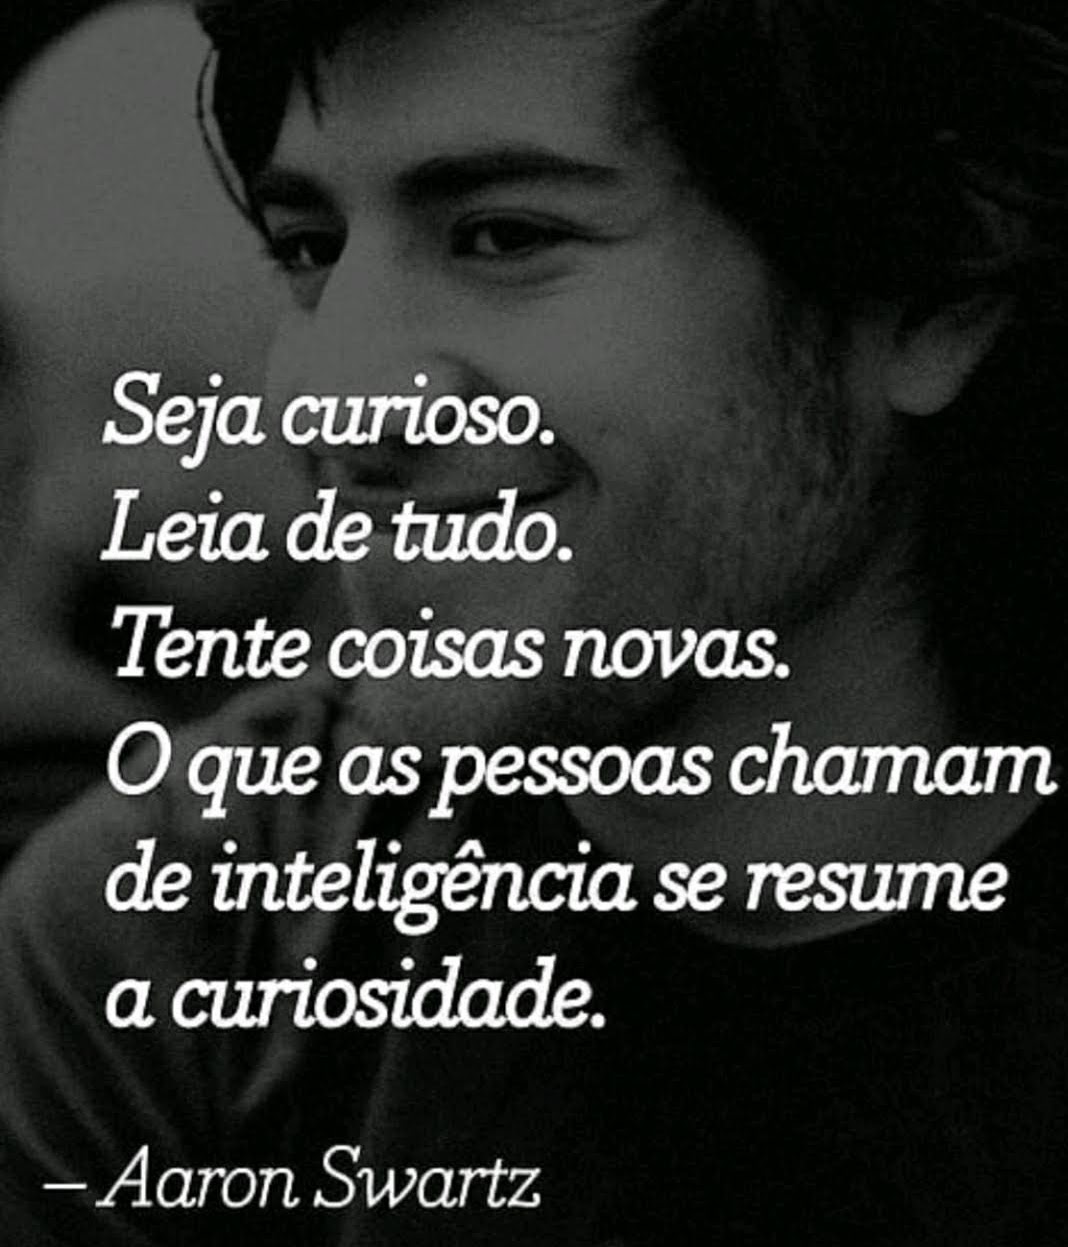 Seja curioso.
Leia de tudo.
Tente coisas novas.
O que as pessoas chamam
de inteligência se resume
a curiosidade.
– Aaron Swartz